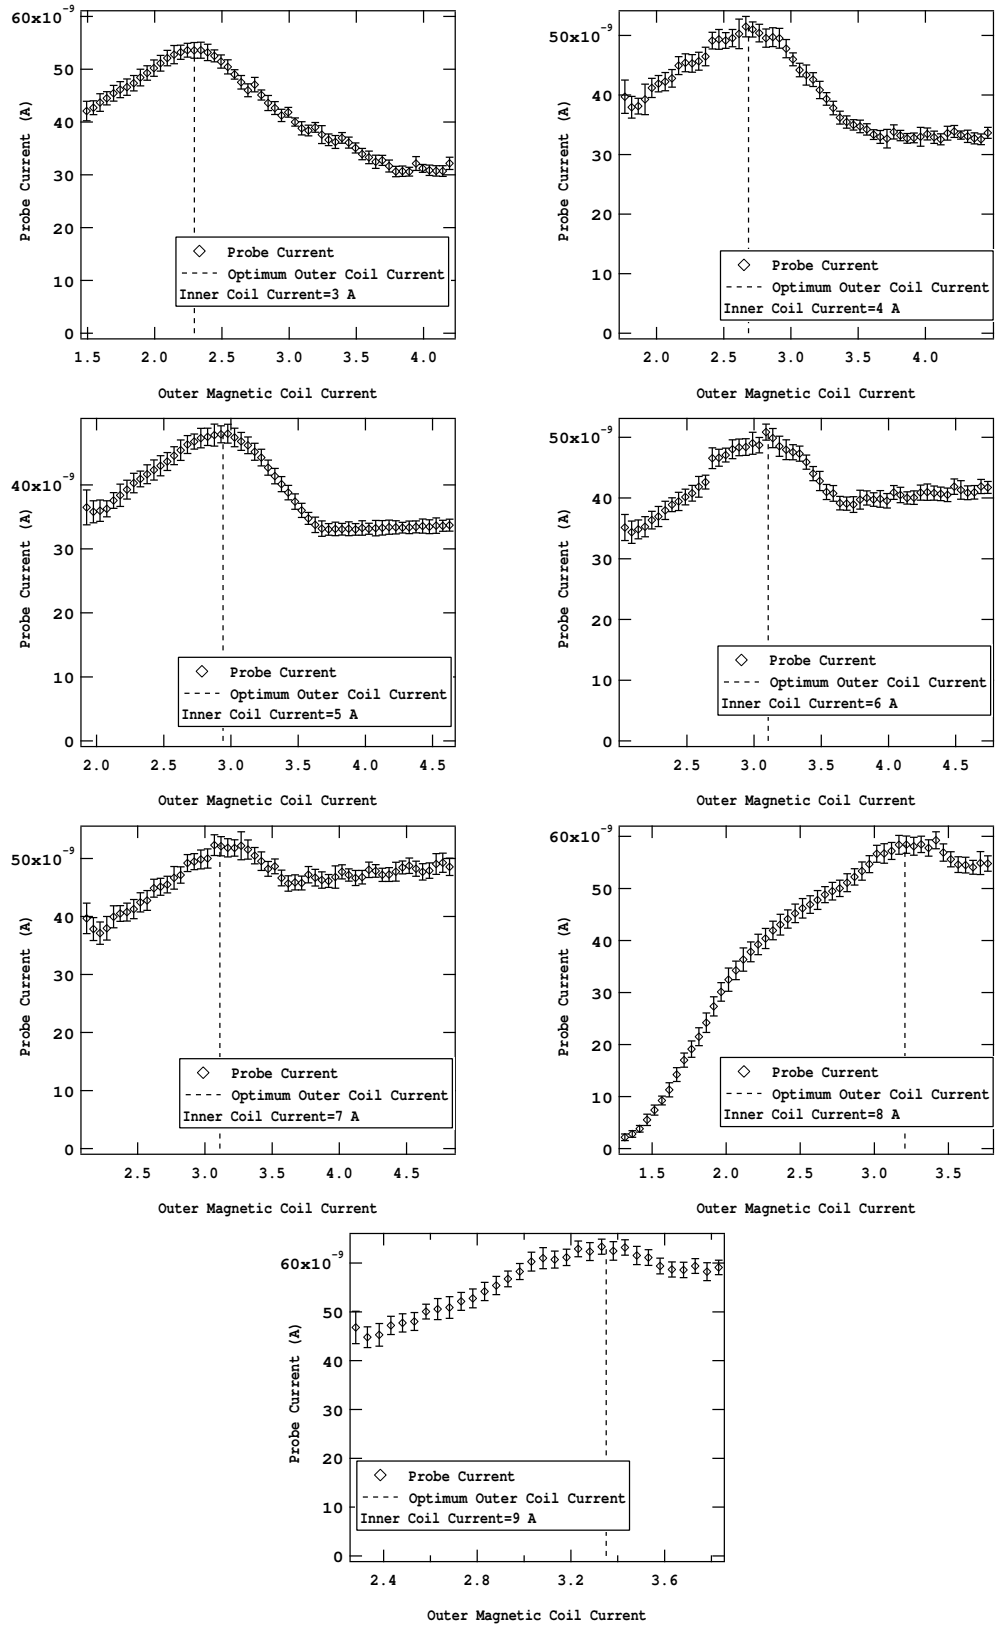 60x10⁻⁹
50
40
30
20
10
0
Probe Current (A)
1.5 2.0 2.5 3.0 3.5 4.0
Outer Magnetic Coil Current
Probe Current
Optimum Outer Coil Current
Inner Coil Current=3 A
50x10⁻⁹
40
30
20
10
0
Probe Current (A)
2.0 2.5 3.0 3.5 4.0
Outer Magnetic Coil Current
Probe Current
Optimum Outer Coil Current
Inner Coil Current=4 A
40x10⁻⁹
30
20
10
0
Probe Current (A)
2.0 2.5 3.0 3.5 4.0 4.5
Outer Magnetic Coil Current
Probe Current
Optimum Outer Coil Current
Inner Coil Current=5 A
50x10⁻⁹
40
30
20
10
0
Probe Current (A)
2.5 3.0 3.5 4.0 4.5
Outer Magnetic Coil Current
Probe Current
Optimum Outer Coil Current
Inner Coil Current=6 A
50x10⁻⁹
40
30
20
10
0
Probe Current (A)
2.5 3.0 3.5 4.0 4.5
Outer Magnetic Coil Current
Probe Current
Optimum Outer Coil Current
Inner Coil Current=7 A
60x10⁻⁹
50
40
30
20
10
0
Probe Current (A)
1.5 2.0 2.5 3.0 3.5
Outer Magnetic Coil Current
Probe Current
Optimum Outer Coil Current
Inner Coil Current=8 A
60x10⁻⁹
50
40
30
20
10
0
Probe Current (A)
2.4 2.8 3.2 3.6
Outer Magnetic Coil Current
Probe Current
Optimum Outer Coil Current
Inner Coil Current=9 A